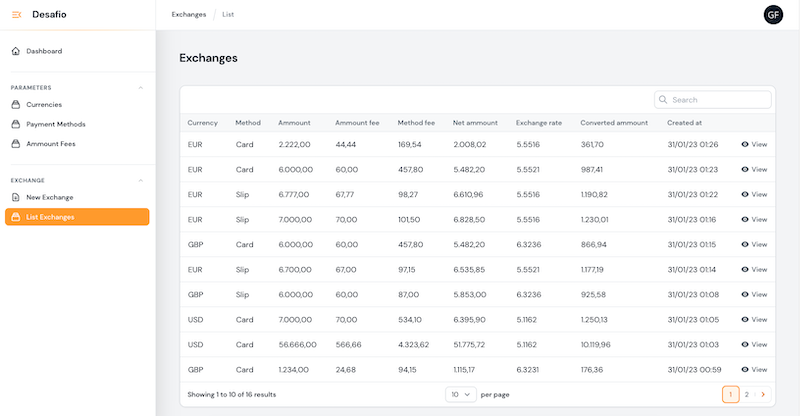 Desafio
Exchanges / List
GF
Dashboard
PARAMETERS
Currencies
Payment Methods
Ammount Fees
EXCHANGE
New Exchange
List Exchanges
Exchanges
Search
Currency Method Ammount Ammount fee Method fee Net ammount Exchange rate Converted ammount Created at
EUR Card 2.222,00 44,44 169,54 2.008,02 5.5516 361,70 31/01/23 01:26 View
EUR Card 6.000,00 60,00 457,80 5.482,20 5.5521 987,41 31/01/23 01:23 View
EUR Slip 6.777,00 67,77 98,27 6.610,96 5.5516 1.190,82 31/01/23 01:22 View
EUR Slip 7.000,00 70,00 101,50 6.828,50 5.5516 1.230,01 31/01/23 01:16 View
GBP Card 6.000,00 60,00 457,80 5.482,20 6.3236 866,94 31/01/23 01:15 View
EUR Slip 6.700,00 67,00 97,15 6.535,85 5.5521 1.177,19 31/01/23 01:14 View
GBP Slip 6.000,00 60,00 87,00 5.853,00 6.3236 925,58 31/01/23 01:08 View
USD Card 7.000,00 70,00 534,10 6.395,90 5.1162 1.250,13 31/01/23 01:05 View
USD Card 56.666,00 566,66 4.323,62 51.775,72 5.1162 10.119,96 31/01/23 01:03 View
GBP Card 1.234,00 24,68 94,15 1.115,17 6.3231 176,36 31/01/23 00:59 View
Showing 1 to 10 of 16 results 10 per page 1 2